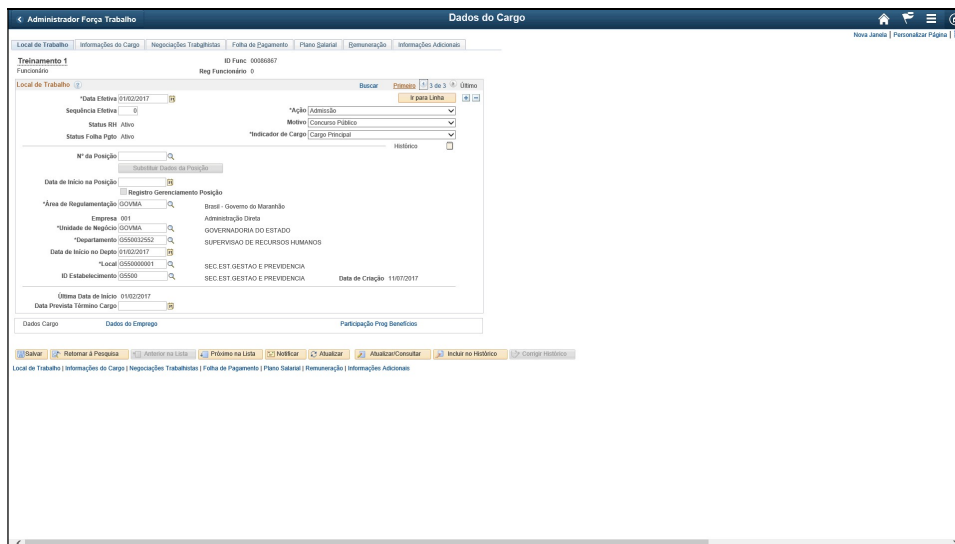 Administrador Força Trabalho Dados do Cargo
Nova Janela | Personalizar Página |
Local de Trabalho Informações do Cargo Negociações Trabalhistas Folha de Pagamento Plano Salarial Remuneração Informações Adicionais
Treinamento 1 ID Func 00086867
Funcionário Reg Funcionário 0
Local de Trabalho Buscar Primeiro 3 de 3 Último
*Data Efetiva 01/02/2017 Ir para Linha
Sequência Efetiva 0 *Ação Admissão
Status RH Ativo Motivo Concurso Público
Status Folha Pgto Ativo *Indicador de Cargo Cargo Principal
Histórico
Nº da Posição
Substituir Dados da Posição
Data de Início na Posição
Registro Gerenciamento Posição
*Área de Regulamentação GOVMA Brasil - Governo do Maranhão
Empresa 001 Administração Direta
*Unidade de Negócio GOVMA GOVERNADORIA DO ESTADO
*Departamento G550032552 SUPERVISAO DE RECURSOS HUMANOS
Data de Início no Depto 01/02/2017
*Local G550000001 SEC.EST.GESTAO E PREVIDENCIA
ID Estabelecimento G5500 SEC.EST.GESTAO E PREVIDENCIA Data de Criação 11/07/2017
Última Data de Início 01/02/2017
Data Prevista Término Cargo
Dados Cargo Dados do Emprego Participação Prog Benefícios
Salvar Retornar à Pesquisa Anterior na Lista Próximo na Lista Notificar Atualizar Atualizar/Consultar Incluir no Histórico Corrigir Histórico
Local de Trabalho | Informações do Cargo | Negociações Trabalhistas | Folha de Pagamento | Plano Salarial | Remuneração | Informações Adicionais